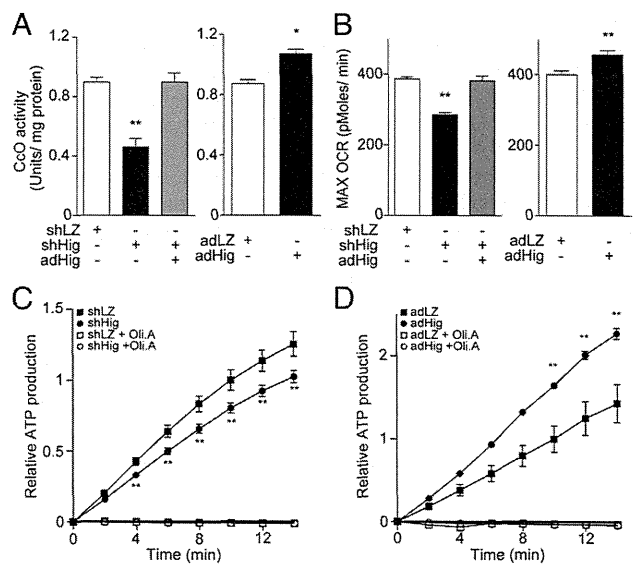 A
CcO activity
(Units/ mg protein)
1.2
0.8
0.4
0
**
shLZ + - -
shHig - + +
adHig - - +
1.2
0.8
0.4
0
*
adLZ + -
adHig - +
B
MAX OCR (pMoles/ min)
400
200
0
**
shLZ + - -
shHig - + +
adHig - - +
400
200
0
**
adLZ + -
adHig - +
C
shLZ
shHig
shLZ + Oli.A
shHig +Oli.A
Relative ATP production
1.5
1
0.5
0
** ** ** ** ** **
0 4 8 12
Time (min)
D
adLZ
adHig
adLZ + Oli.A
adHig +Oli.A
Relative ATP production
2
1
0
** ** **
0 4 8 12
Time (min)